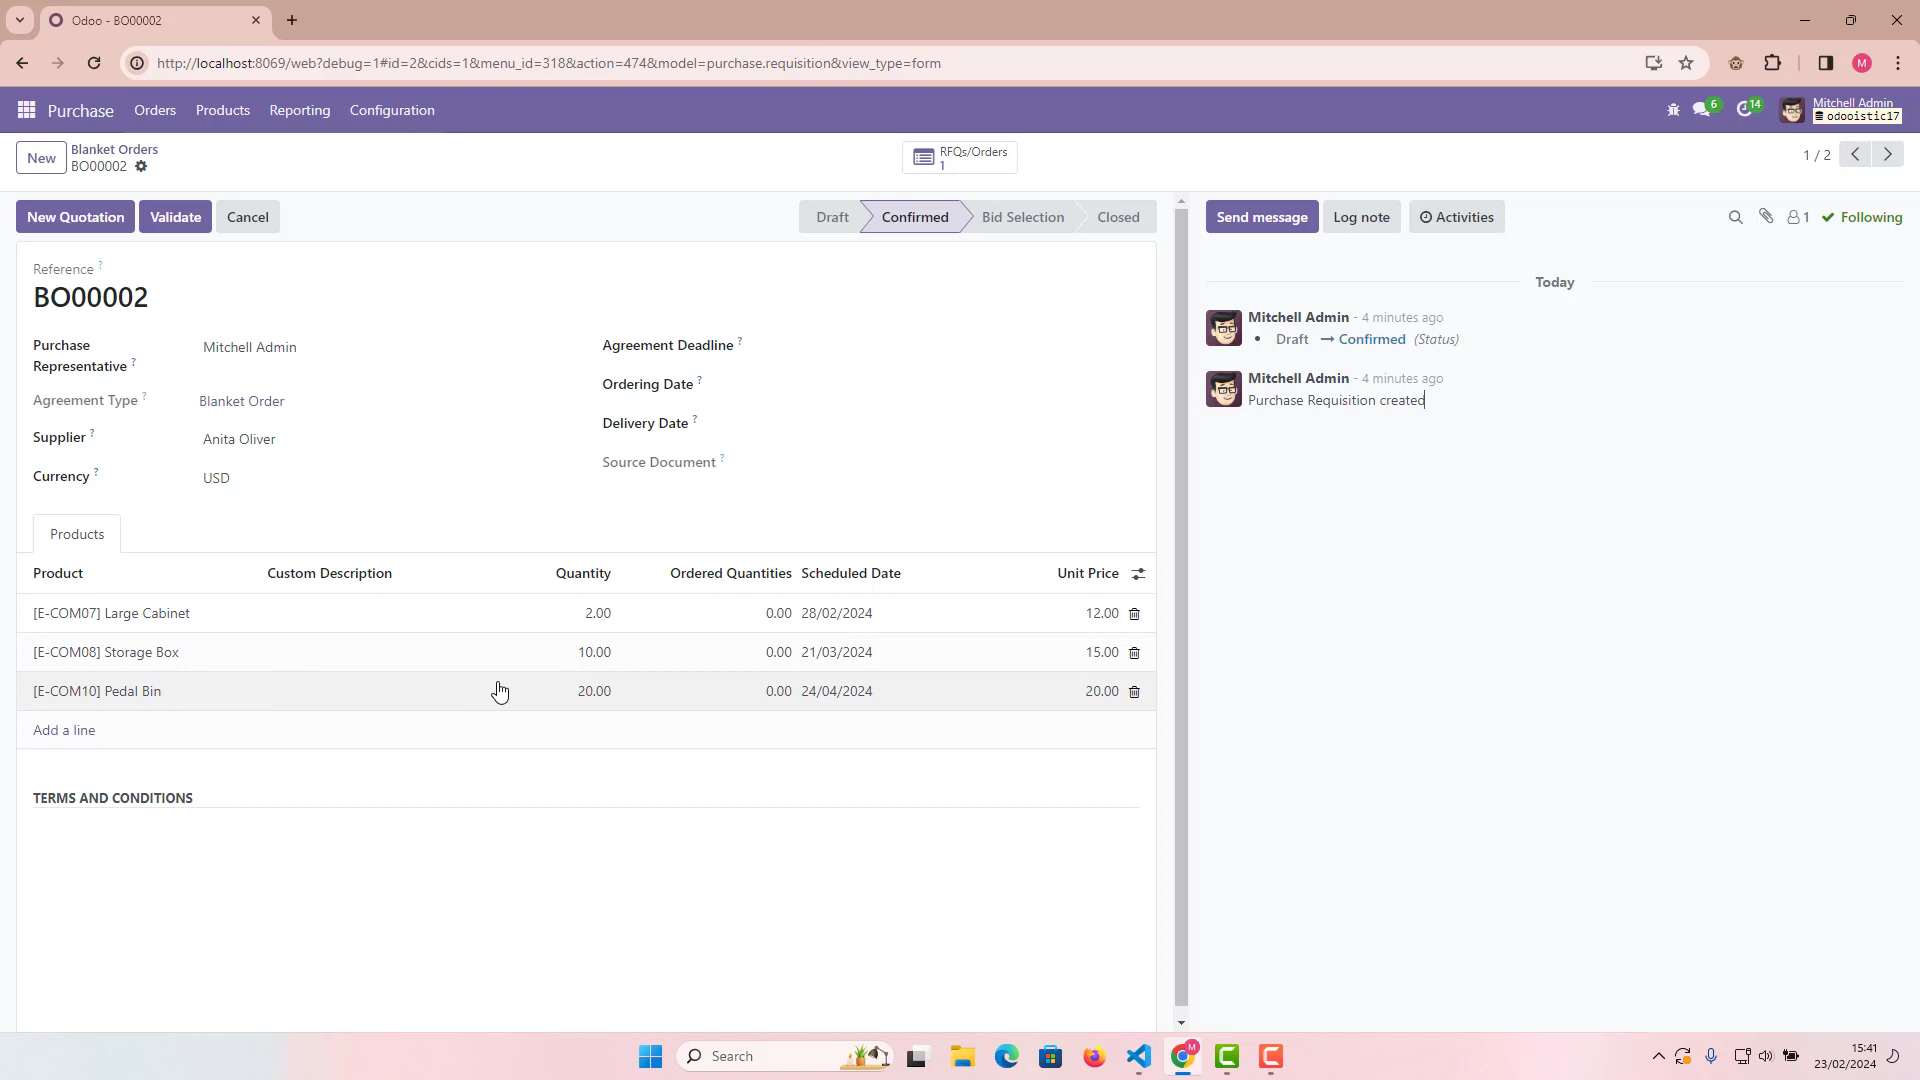 Odoo - BO00002
http://localhost:8069/web?debug=1#id=2&cids=1&menu_id=318&action=474&model=purchase.requisition&view_type=form
M
Purchase Orders Products Reporting Configuration
6 14 Mitchell Admin
odooistic17
New Blanket Orders
BO00002
RFQs/Orders
1
1 / 2
New Quotation Validate Cancel
Draft Confirmed Bid Selection Closed
Send message Log note Activities
1 Following
Reference ?
BO00002
Purchase Representative ? Mitchell Admin
Agreement Type ? Blanket Order
Supplier ? Anita Oliver
Currency ? USD
Agreement Deadline ?
Ordering Date ?
Delivery Date ?
Source Document ?
Products
Product Custom Description Quantity Ordered Quantities Scheduled Date Unit Price
[E-COM07] Large Cabinet 2.00 0.00 28/02/2024 12.00
[E-COM08] Storage Box 10.00 0.00 21/03/2024 15.00
[E-COM10] Pedal Bin 20.00 0.00 24/04/2024 20.00
Add a line
TERMS AND CONDITIONS
Today
Mitchell Admin - 4 minutes ago
• Draft → Confirmed (Status)
Mitchell Admin - 4 minutes ago
Purchase Requisition created
Search
M
15:41
23/02/2024